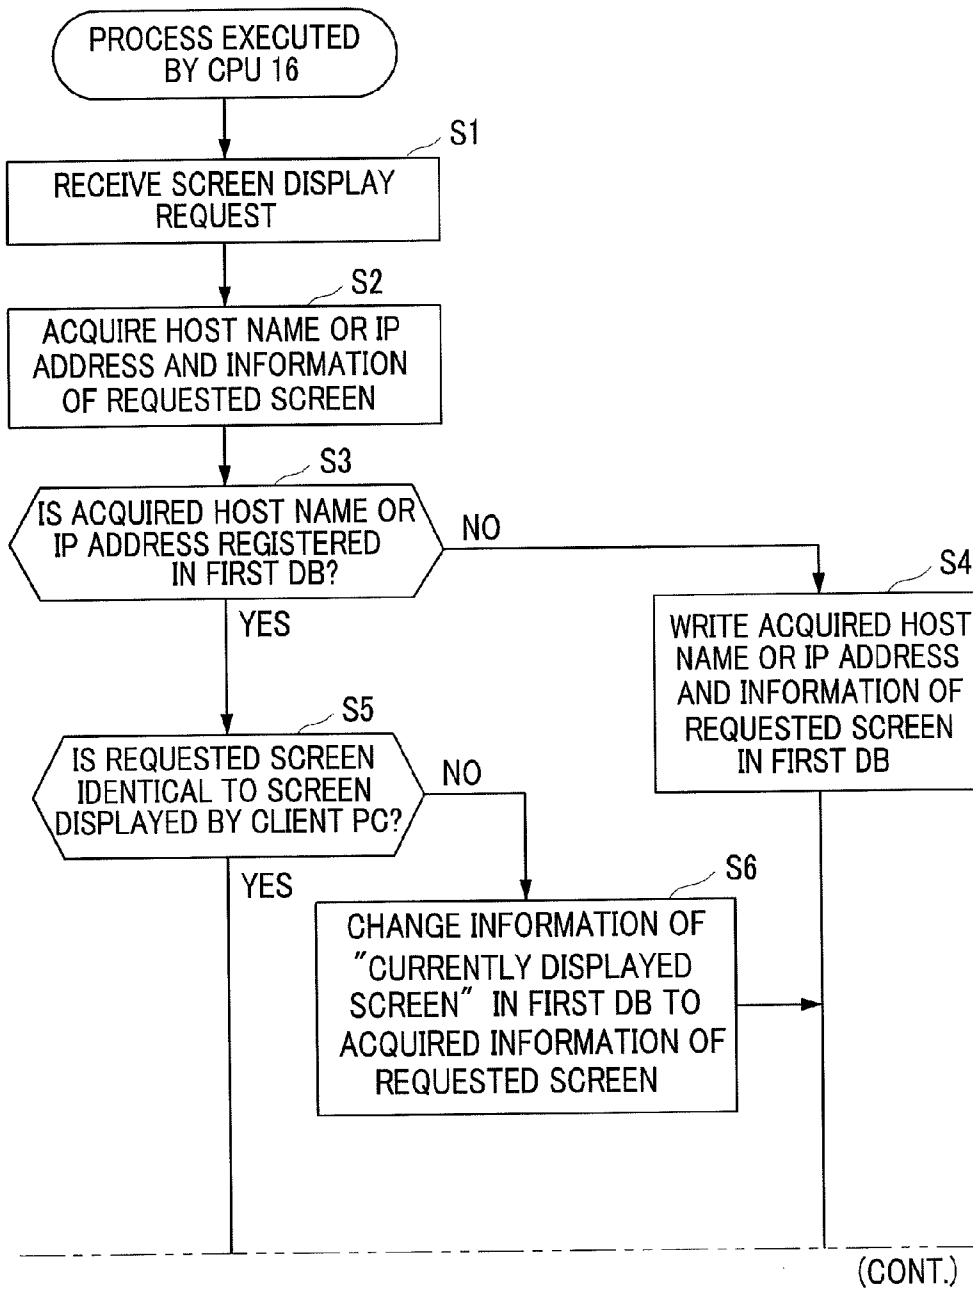 PROCESS EXECUTED
BY CPU 16
S1
RECEIVE SCREEN DISPLAY
REQUEST
S2
ACQUIRE HOST NAME OR IP
ADDRESS AND INFORMATION
OF REQUESTED SCREEN
S3
IS ACQUIRED HOST NAME OR
IP ADDRESS REGISTERED
IN FIRST DB?
NO
YES
S4
WRITE ACQUIRED HOST
NAME OR IP ADDRESS
AND INFORMATION OF
REQUESTED SCREEN
IN FIRST DB
S5
IS REQUESTED SCREEN
IDENTICAL TO SCREEN
DISPLAYED BY CLIENT PC?
NO
YES
S6
CHANGE INFORMATION OF
"CURRENTLY DISPLAYED
SCREEN" IN FIRST DB TO
ACQUIRED INFORMATION OF
REQUESTED SCREEN
(CONT.)